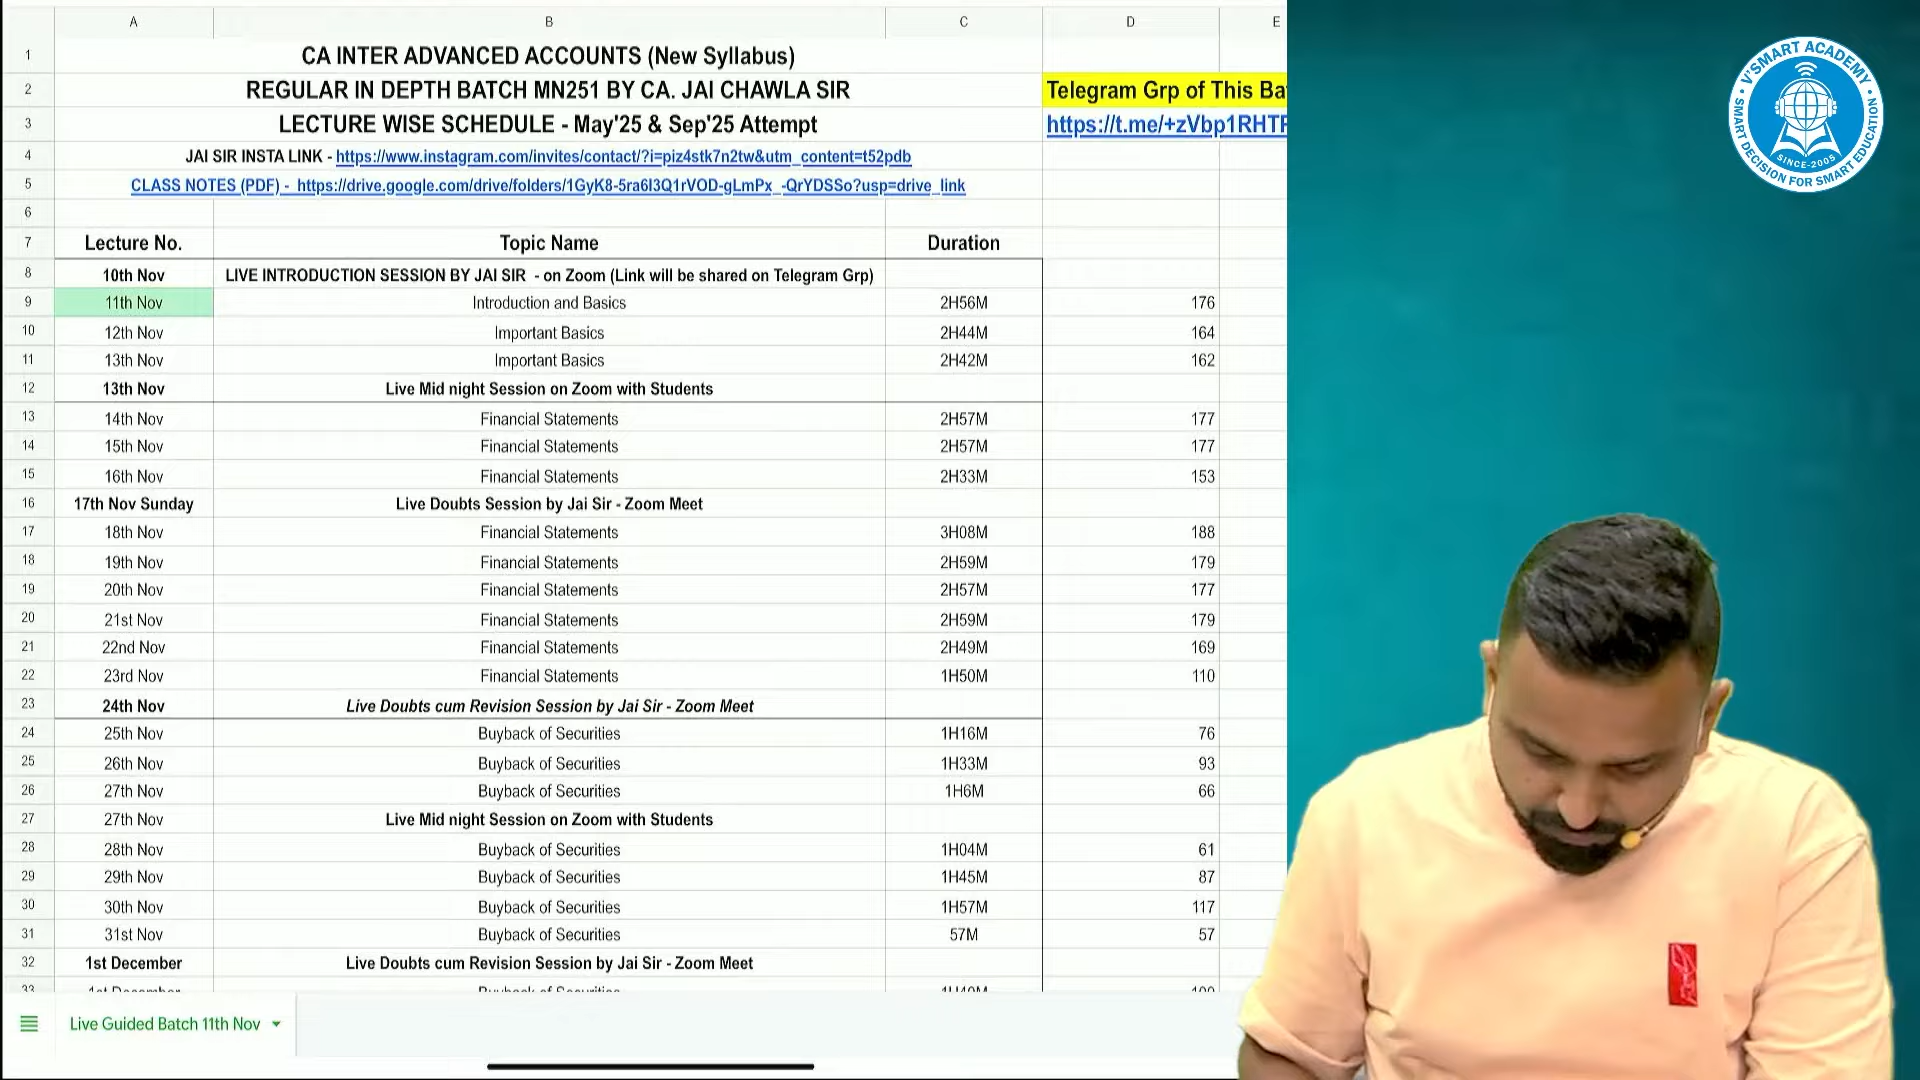 A B C D E
1 CA INTER ADVANCED ACCOUNTS (New Syllabus)
2 REGULAR IN DEPTH BATCH MN251 BY CA. JAI CHAWLA SIR Telegram Grp of This Ba
3 LECTURE WISE SCHEDULE - May'25 & Sep'25 Attempt https://t.me/+zVbp1RHTF
4 JAI SIR INSTA LINK - https://www.instagram.com/invites/contact/?i=piz4stk7n2tw&utm_content=t52pdb
5 CLASS NOTES (PDF) - https://drive.google.com/drive/folders/1GyK8-5ra6I3Q1rVOD-gLmPx_-QrYDSSo?usp=drive_link
6
7 Lecture No. Topic Name Duration
8 10th Nov LIVE INTRODUCTION SESSION BY JAI SIR - on Zoom (Link will be shared on Telegram Grp)
9 11th Nov Introduction and Basics 2H56M 176
10 12th Nov Important Basics 2H44M 164
11 13th Nov Important Basics 2H42M 162
12 13th Nov Live Mid night Session on Zoom with Students
13 14th Nov Financial Statements 2H57M 177
14 15th Nov Financial Statements 2H57M 177
15 16th Nov Financial Statements 2H33M 153
16 17th Nov Sunday Live Doubts Session by Jai Sir - Zoom Meet
17 18th Nov Financial Statements 3H08M 188
18 19th Nov Financial Statements 2H59M 179
19 20th Nov Financial Statements 2H57M 177
20 21st Nov Financial Statements 2H59M 179
21 22nd Nov Financial Statements 2H49M 169
22 23rd Nov Financial Statements 1H50M 110
23 24th Nov Live Doubts cum Revision Session by Jai Sir - Zoom Meet
24 25th Nov Buyback of Securities 1H16M 76
25 26th Nov Buyback of Securities 1H33M 93
26 27th Nov Buyback of Securities 1H6M 66
27 27th Nov Live Mid night Session on Zoom with Students
28 28th Nov Buyback of Securities 1H04M 61
29 29th Nov Buyback of Securities 1H45M 87
30 30th Nov Buyback of Securities 1H57M 117
31 31st Nov Buyback of Securities 57M 57
32 1st December Live Doubts cum Revision Session by Jai Sir - Zoom Meet
33 1st December Buyback of Securities
Live Guided Batch 11th Nov
V'SMART ACADEMY
SMART DECISION FOR SMART EDUCATION
SINCE-2005